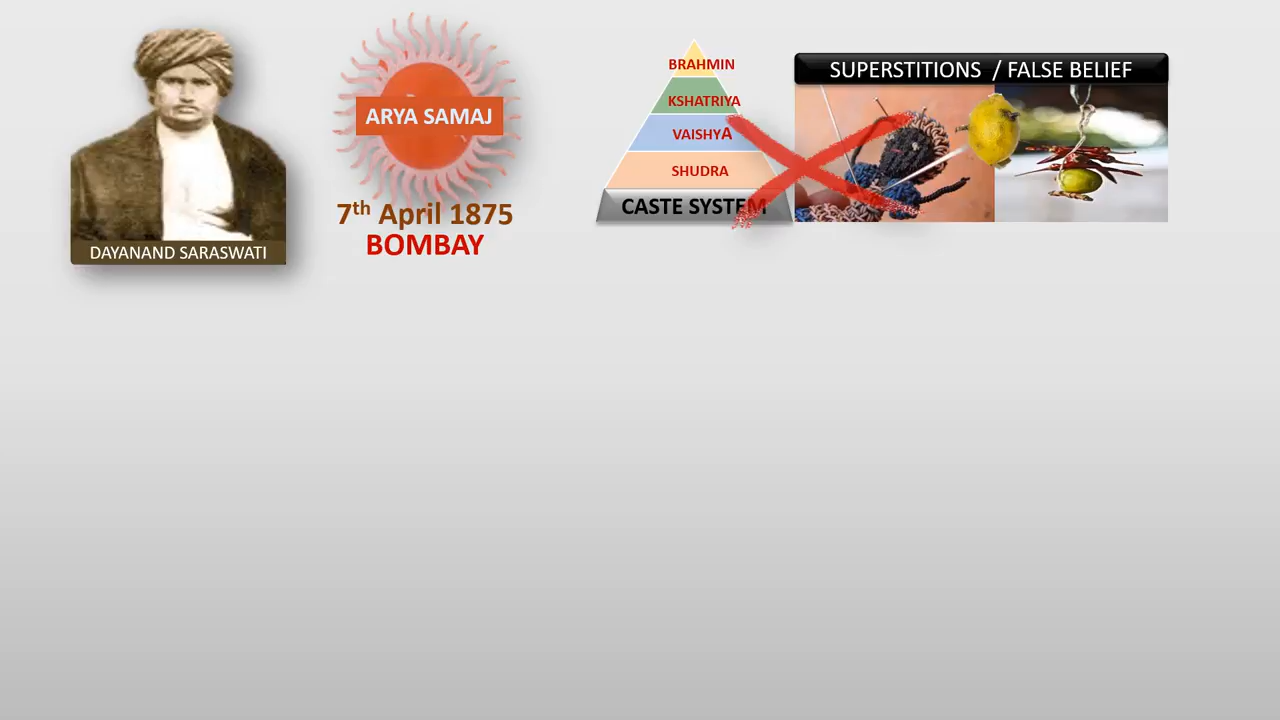 DAYANAND SARASWATI
ARYA SAMAJ
7th April 1875
BOMBAY
BRAHMIN
KSHATRIYA
VAISHYA
SHUDRA
CASTE SYSTEM
SUPERSTITIONS / FALSE BELIEF